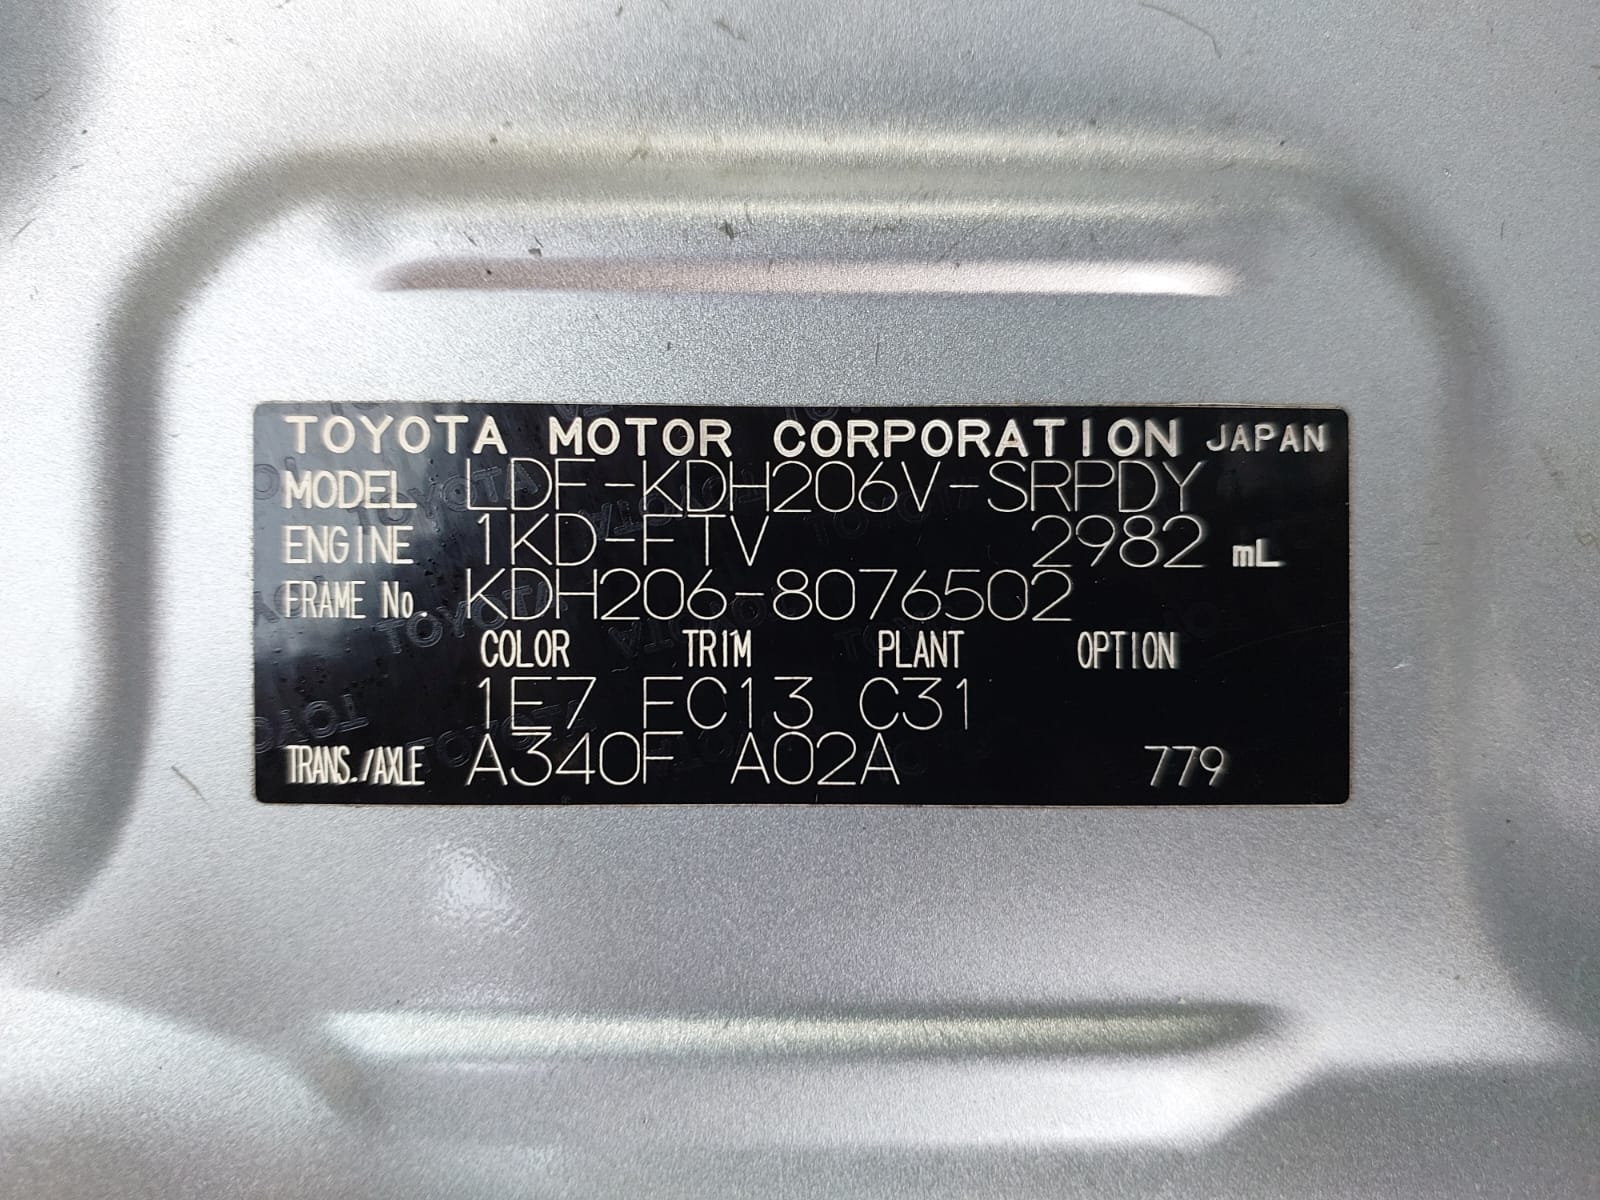 TOYOTA MOTOR CORPORATION JAPAN
MODEL LDF-KDH206V-SRPDY
ENGINE 1KD-FTV 2982 mL
FRAME No. KDH206-8076502
COLOR TRIM PLANT OPTION
1E7 FC13 C31
TRANS./AXLE A340F A02A 779